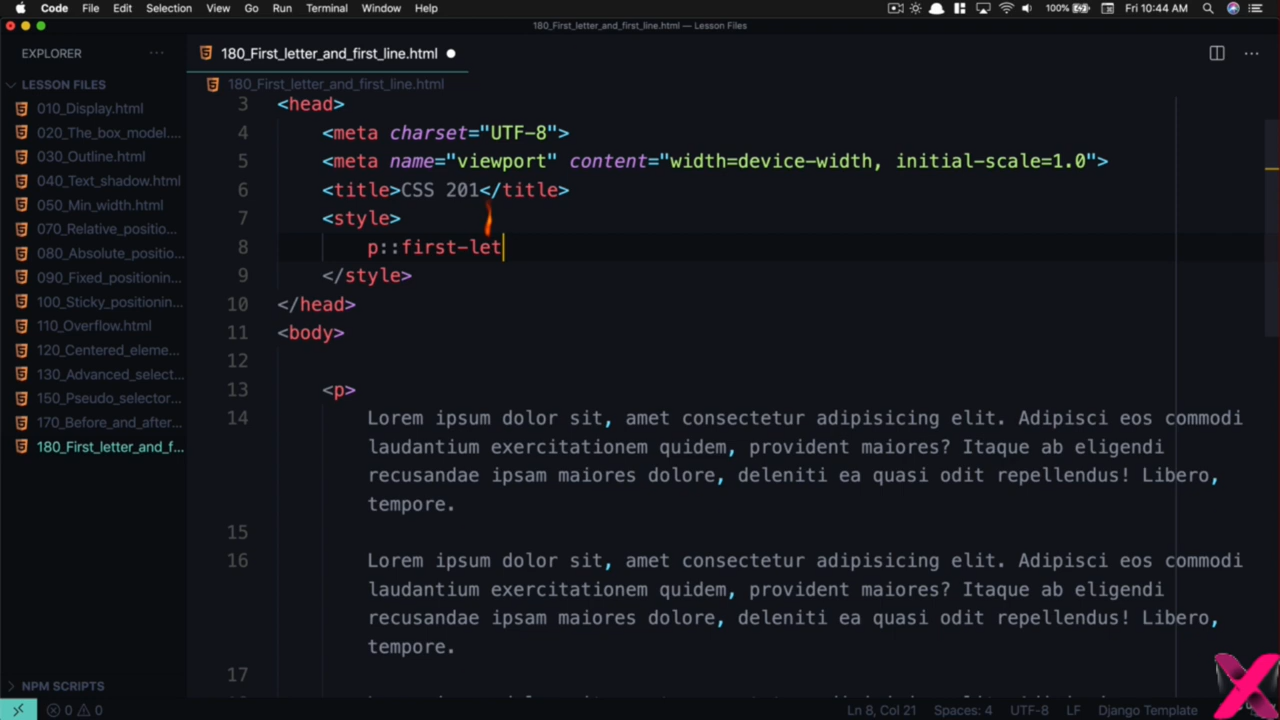 Code File Edit Selection View Go Run Terminal Window Help 100% Fri 10:44 AM
180_First_letter_and_first_line.html — Lesson Files
EXPLORER
180_First_letter_and_first_line.html
LESSON FILES
180_First_letter_and_first_line.html
010_Display.html
020_The_box_model....
030_Outline.html
040_Text_shadow.html
050_Min_width.html
070_Relative_positio...
080_Absolute_positio...
090_Fixed_positionin...
100_Sticky_positionin...
110_Overflow.html
120_Centered_eleme...
130_Advanced_select...
150_Pseudo_selector...
170_Before_and_after...
180_First_letter_and_f...
3 <head>
4 <meta charset="UTF-8">
5 <meta name="viewport" content="width=device-width, initial-scale=1.0">
6 <title>CSS 201</title>
7 <style>
8 p::first-let
9 </style>
10 </head>
11 <body>
12
13 <p>
14 Lorem ipsum dolor sit, amet consectetur adipisicing elit. Adipisci eos commodi
laudantium exercitationem quidem, provident maiores? Itaque ab eligendi
recusandae ipsam maiores dolore, deleniti ea quasi odit repellendus! Libero,
tempore.
15
16 Lorem ipsum dolor sit, amet consectetur adipisicing elit. Adipisci eos commodi
laudantium exercitationem quidem, provident maiores? Itaque ab eligendi
recusandae ipsam maiores dolore, deleniti ea quasi odit repellendus! Libero,
tempore.
17
NPM SCRIPTS
0 0 Ln 8, Col 21 Spaces: 4 UTF-8 LF Django Template